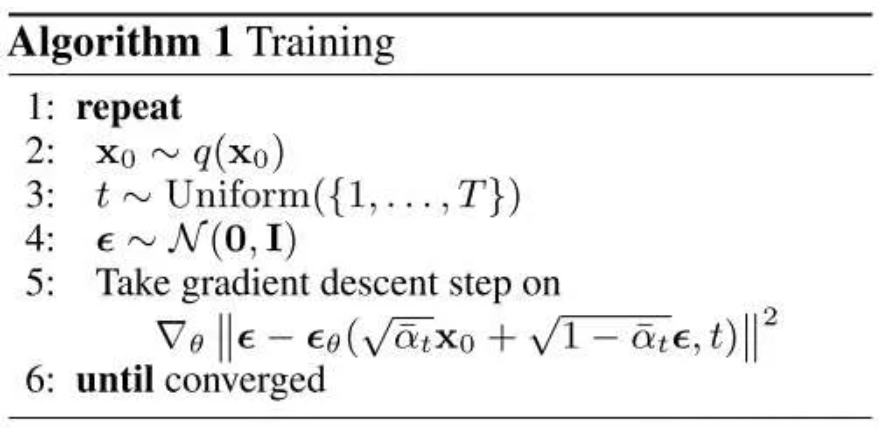 Algorithm 1 Training
1: repeat
2: x₀ ∼ q(x₀)
3: t ∼ Uniform({1, . . . , T})
4: ϵ ∼ 𝒩(0, I)
5: Take gradient descent step on
∇_θ ‖ϵ − ϵ_θ(√ᾱ_t x₀ + √(1 − ᾱ_t) ϵ, t)‖²
6: until converged